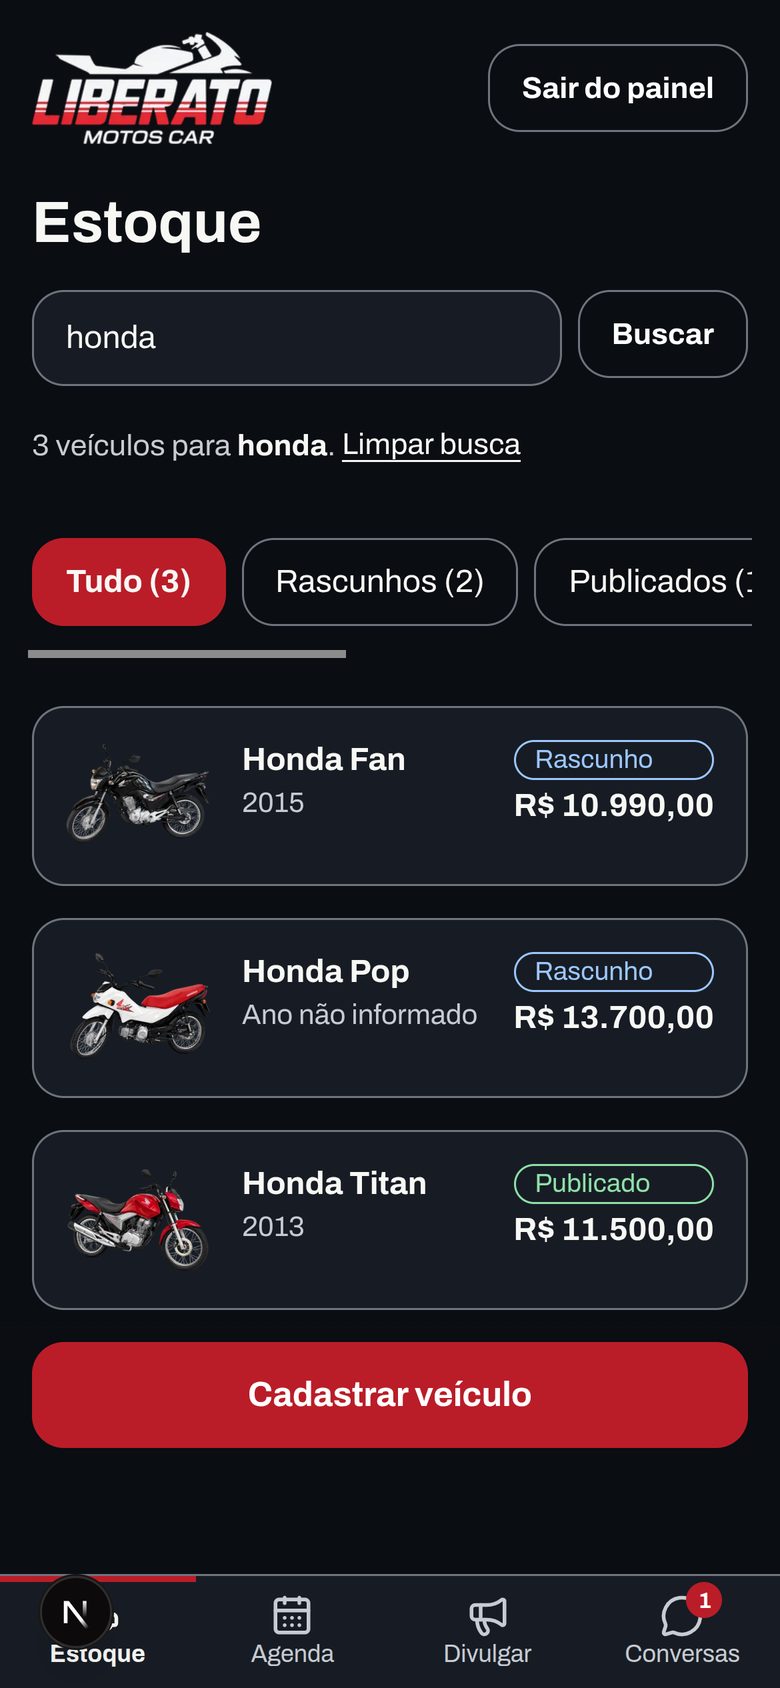 LIBERATO
MOTOS CAR
Sair do painel
Estoque
honda
Buscar
3 veículos para honda. Limpar busca
Tudo (3)
Rascunhos (2)
Publicados (1
Honda Fan
Rascunho
2015
R$ 10.990,00
Honda Pop
Rascunho
Ano não informado
R$ 13.700,00
Honda Titan
Publicado
2013
R$ 11.500,00
Cadastrar veículo
N
1
Estoque
Agenda
Divulgar
Conversas